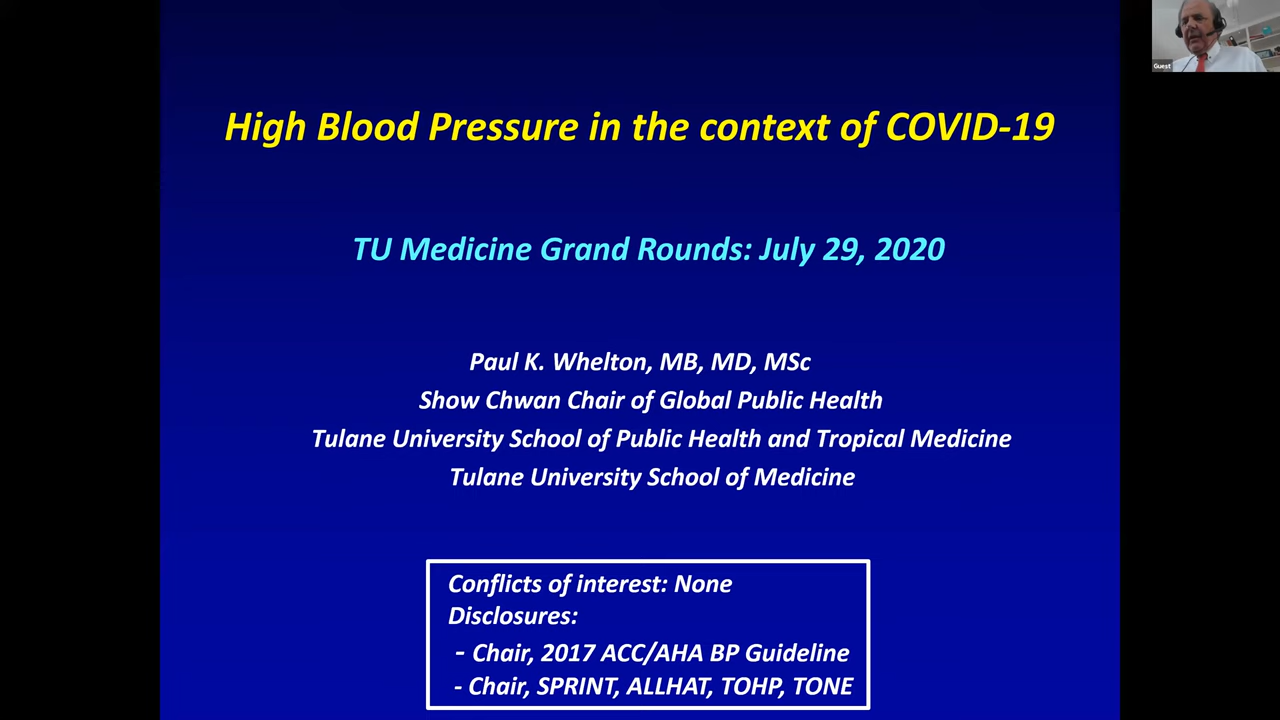 High Blood Pressure in the context of COVID-19
Guest
TU Medicine Grand Rounds: July 29, 2020
Paul K. Whelton, MB, MD, MSc
Show Chwan Chair of Global Public Health
Tulane University School of Public Health and Tropical Medicine
Tulane University School of Medicine
Conflicts of interest: None
Disclosures:
- Chair, 2017 ACC/AHA BP Guideline
- Chair, SPRINT, ALLHAT, TOHP, TONE